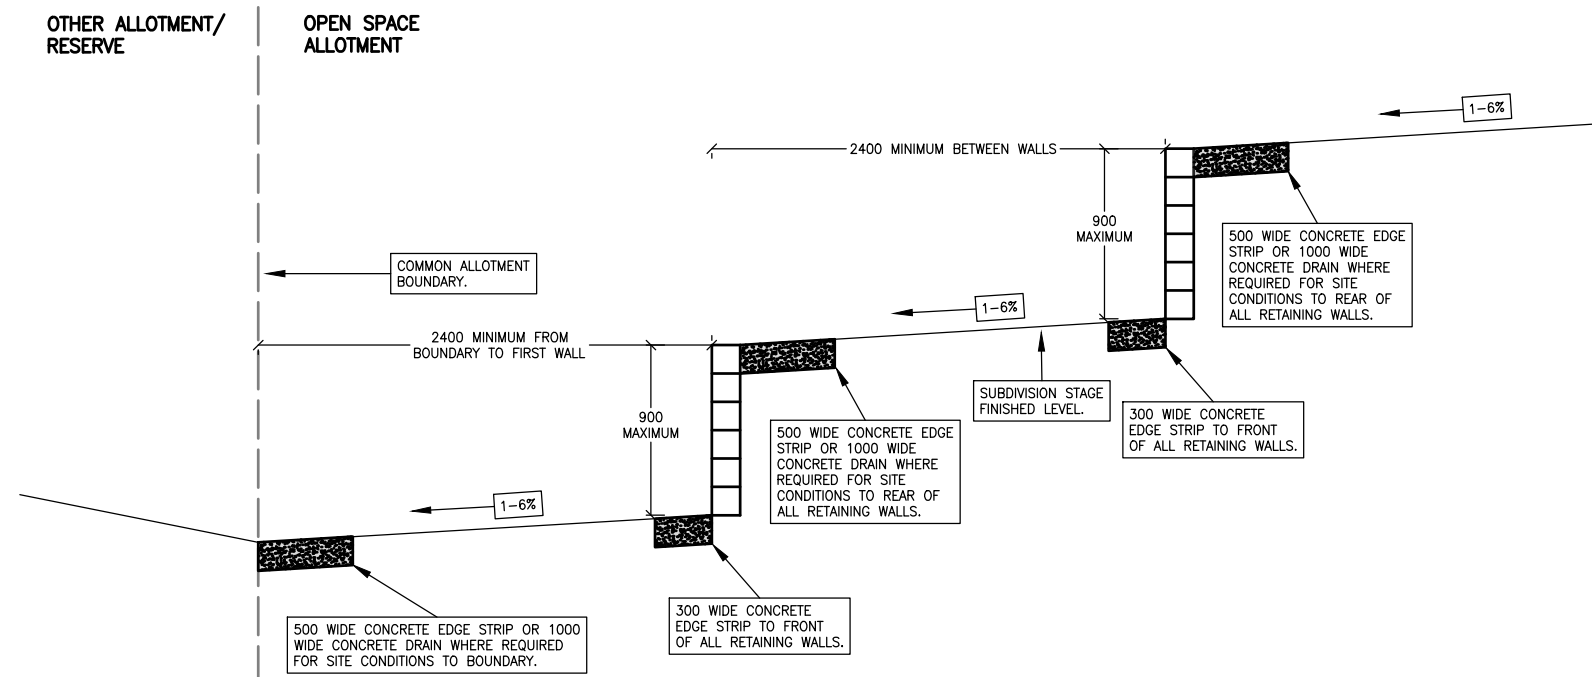 OTHER ALLOTMENT/
RESERVE
OPEN SPACE
ALLOTMENT
1-6%
2400 MINIMUM BETWEEN WALLS
900
MAXIMUM
500 WIDE CONCRETE EDGE
STRIP OR 1000 WIDE
CONCRETE DRAIN WHERE
REQUIRED FOR SITE
CONDITIONS TO REAR OF
ALL RETAINING WALLS.
COMMON ALLOTMENT
BOUNDARY.
1-6%
2400 MINIMUM FROM
BOUNDARY TO FIRST WALL
SUBDIVISION STAGE
FINISHED LEVEL.
300 WIDE CONCRETE
EDGE STRIP TO FRONT
OF ALL RETAINING WALLS.
900
MAXIMUM
500 WIDE CONCRETE EDGE
STRIP OR 1000 WIDE
CONCRETE DRAIN WHERE
REQUIRED FOR SITE
CONDITIONS TO REAR OF
ALL RETAINING WALLS.
1-6%
300 WIDE CONCRETE
EDGE STRIP TO FRONT
OF ALL RETAINING WALLS.
500 WIDE CONCRETE EDGE STRIP OR 1000
WIDE CONCRETE DRAIN WHERE REQUIRED
FOR SITE CONDITIONS TO BOUNDARY.